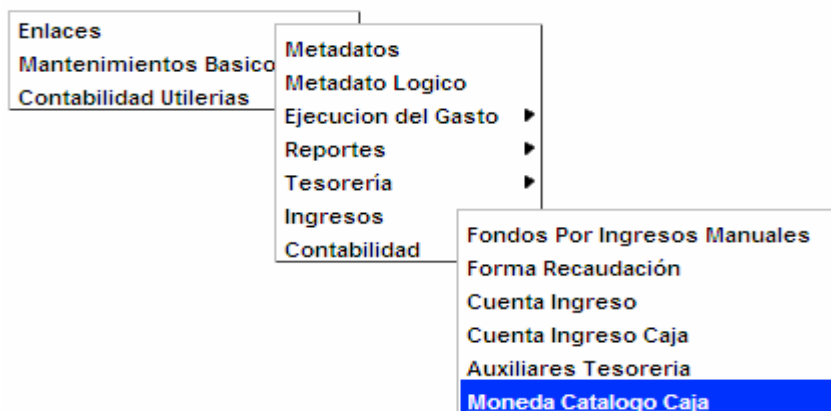 Enlaces
Mantenimientos Basico
Contabilidad Utilerias
Metadatos
Metadato Logico
Ejecucion del Gasto
Reportes
Tesorería
Ingresos
Contabilidad
Fondos Por Ingresos Manuales
Forma Recaudación
Cuenta Ingreso
Cuenta Ingreso Caja
Auxiliares Tesoreria
Moneda Catalogo Caja